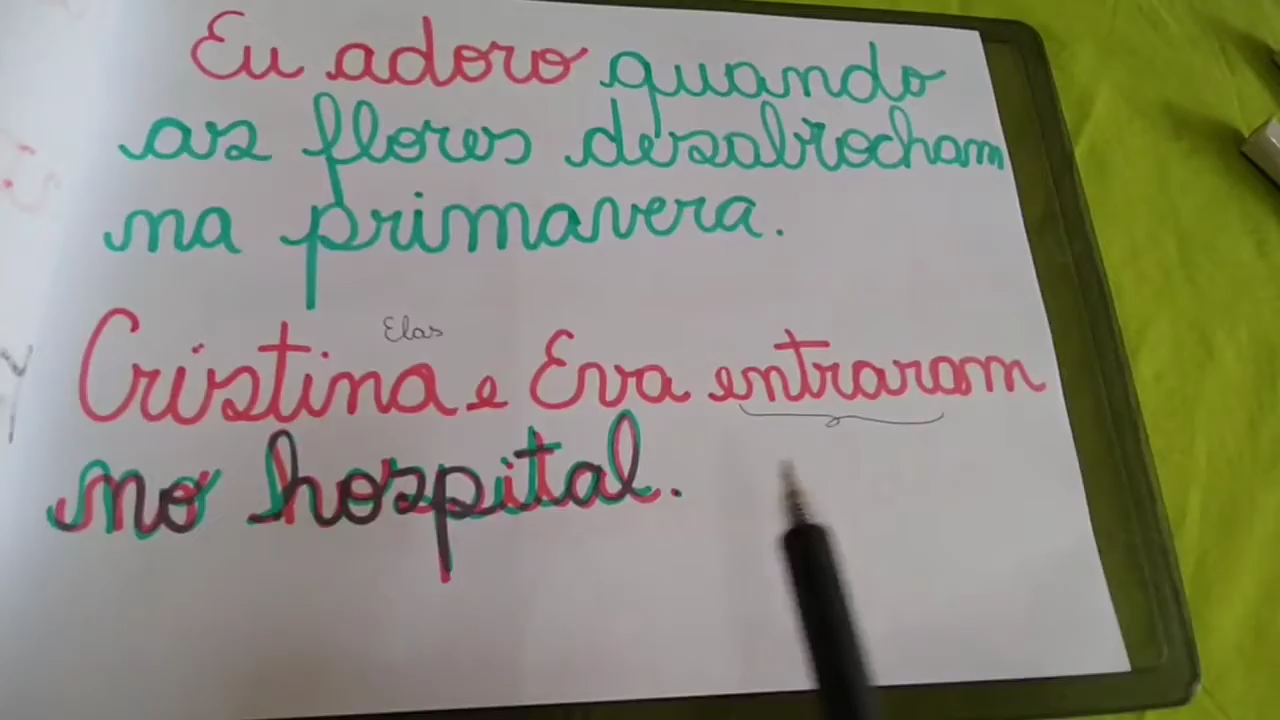 Eu adoro quando
as flores desabrocham
na primavera.
Elas
Cristina e Eva entraram
no hospital.